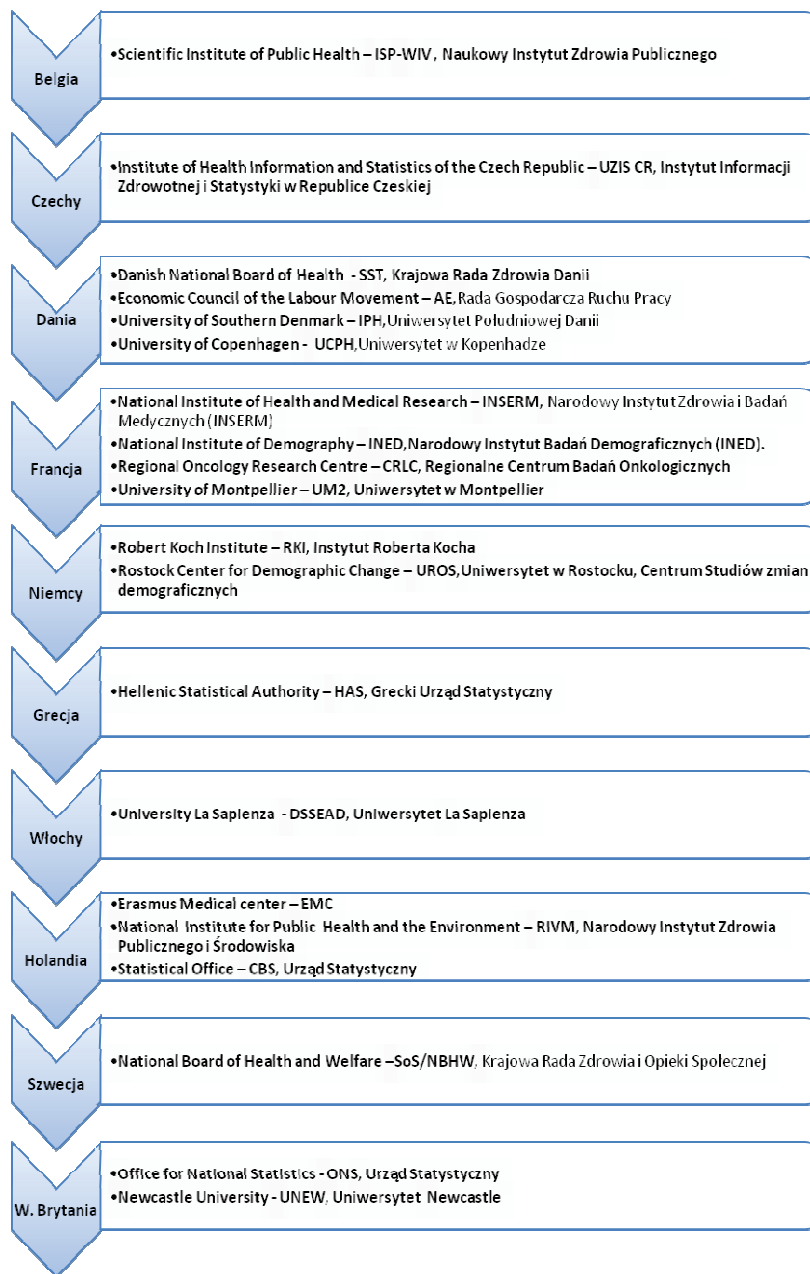 Belgia
•Scientific Institute of Public Health – ISP-WIV, Naukowy Instytut Zdrowia Publicznego
Czechy
•Institute of Health Information and Statistics of the Czech Republic – UZIS CR, Instytut Informacji
Zdrowotnej i Statystyki w Republice Czeskiej
Dania
•Danish National Board of Health - SST, Krajowa Rada Zdrowia Danii
•Economic Council of the Labour Movement – AE,Rada Gospodarcza Ruchu Pracy
•University of Southern Denmark – IPH,Uniwersytet Południowej Danii
•University of Copenhagen - UCPH,Uniwersytet w Kopenhadze
Francja
•National Institute of Health and Medical Research – INSERM, Narodowy Instytut Zdrowia i Badań
Medycznych (INSERM)
•National Institute of Demography – INED,Narodowy Instytut Badań Demograficznych (INED).
•Regional Oncology Research Centre – CRLC, Regionalne Centrum Badań Onkologicznych
•University of Montpellier – UM2, Uniwersytet w Montpellier
Niemcy
•Robert Koch Institute – RKI, Instytut Roberta Kocha
•Rostock Center for Demographic Change – UROS,Uniwersytet w Rostocku, Centrum Studiów zmian
demograficznych
Grecja
•Hellenic Statistical Authority – HAS, Grecki Urząd Statystyczny
Włochy
•University La Sapienza - DSSEAD, Uniwersytet La Sapienza
Holandia
•Erasmus Medical center – EMC
•National Institute for Public Health and the Environment – RIVM, Narodowy Instytut Zdrowia
Publicznego i Środowiska
•Statistical Office – CBS, Urząd Statystyczny
Szwecja
•National Board of Health and Welfare –SoS/NBHW, Krajowa Rada Zdrowia i Opieki Społecznej
W. Brytania
•Office for National Statistics - ONS, Urząd Statystyczny
•Newcastle University - UNEW, Uniwersytet Newcastle